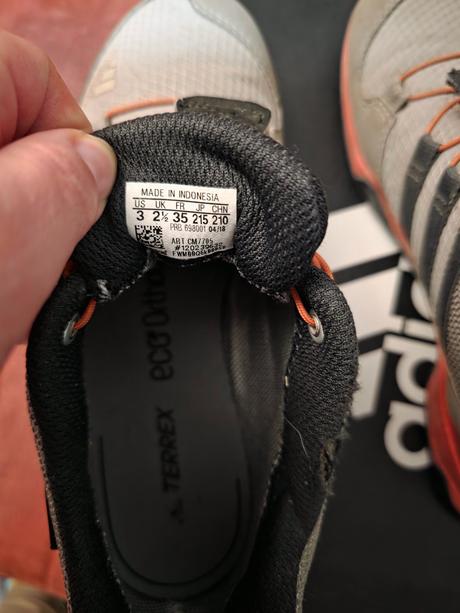 MADE IN INDONESIA
US UK FR JP CHN
3 2½ 35 215 210
PRB 698001 04/18
ART CM7705
TERREX eco Ortho
adi